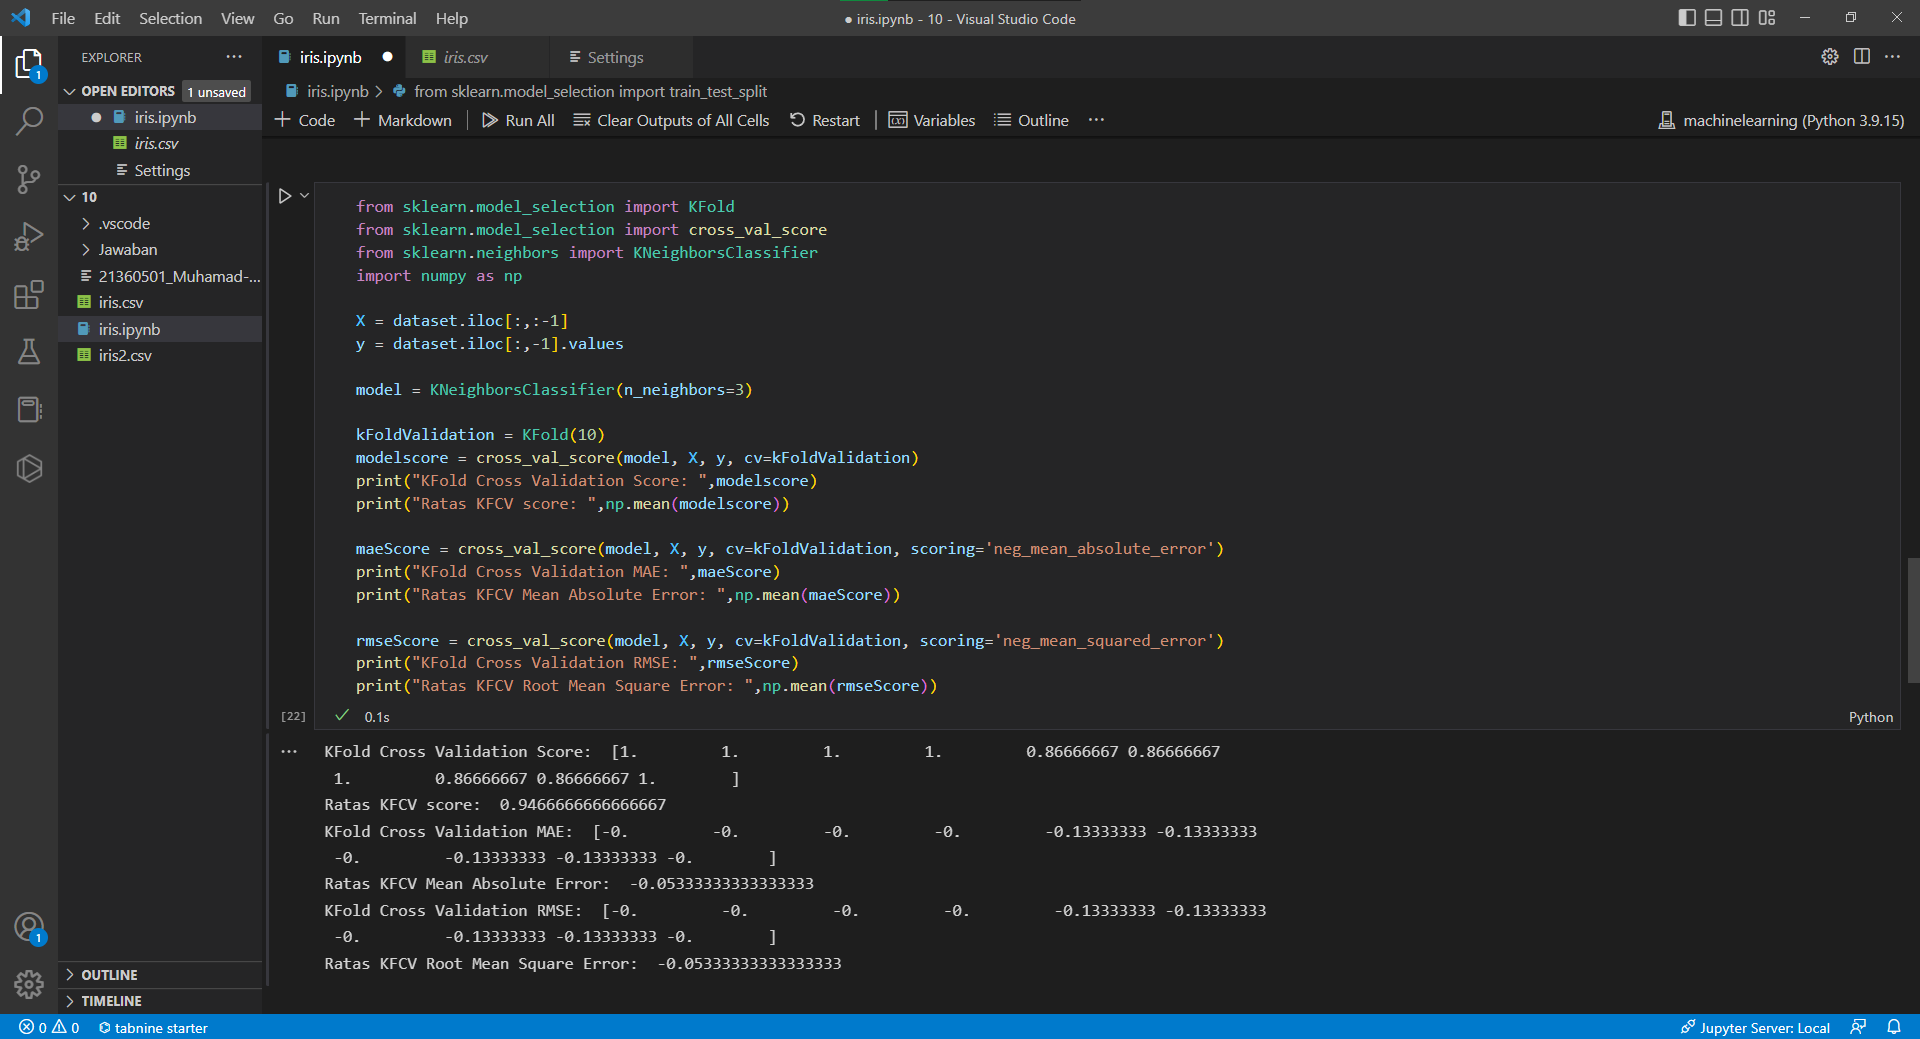 File Edit Selection View Go Run Terminal Help
● iris.ipynb - 10 - Visual Studio Code
EXPLORER
iris.ipynb
iris.csv
Settings
OPEN EDITORS 1 unsaved
iris.ipynb > from sklearn.model_selection import train_test_split
iris.ipynb
iris.csv
Settings
+ Code + Markdown Run All Clear Outputs of All Cells Restart Variables Outline ...
machinelearning (Python 3.9.15)
10
.vscode
Jawaban
21360501_Muhamad-...
iris.csv
iris.ipynb
iris2.csv
from sklearn.model_selection import KFold
from sklearn.model_selection import cross_val_score
from sklearn.neighbors import KNeighborsClassifier
import numpy as np
X = dataset.iloc[:,:-1]
y = dataset.iloc[:,-1].values
model = KNeighborsClassifier(n_neighbors=3)
kFoldValidation = KFold(10)
modelscore = cross_val_score(model, X, y, cv=kFoldValidation)
print("KFold Cross Validation Score: ",modelscore)
print("Ratas KFCV score: ",np.mean(modelscore))
maeScore = cross_val_score(model, X, y, cv=kFoldValidation, scoring='neg_mean_absolute_error')
print("KFold Cross Validation MAE: ",maeScore)
print("Ratas KFCV Mean Absolute Error: ",np.mean(maeScore))
rmseScore = cross_val_score(model, X, y, cv=kFoldValidation, scoring='neg_mean_squared_error')
print("KFold Cross Validation RMSE: ",rmseScore)
print("Ratas KFCV Root Mean Square Error: ",np.mean(rmseScore))
[22] 0.1s
Python
KFold Cross Validation Score:  [1.         1.         1.         1.         0.86666667 0.86666667
 1.         0.86666667 0.86666667 1.        ]
Ratas KFCV score:  0.9466666666666667
KFold Cross Validation MAE:  [-0.         -0.         -0.         -0.         -0.13333333 -0.13333333
 -0.         -0.13333333 -0.13333333 -0.        ]
Ratas KFCV Mean Absolute Error:  -0.05333333333333333
KFold Cross Validation RMSE:  [-0.         -0.         -0.         -0.         -0.13333333 -0.13333333
 -0.         -0.13333333 -0.13333333 -0.        ]
Ratas KFCV Root Mean Square Error:  -0.05333333333333333
1
1
OUTLINE
TIMELINE
0 0 tabnine starter
Jupyter Server: Local